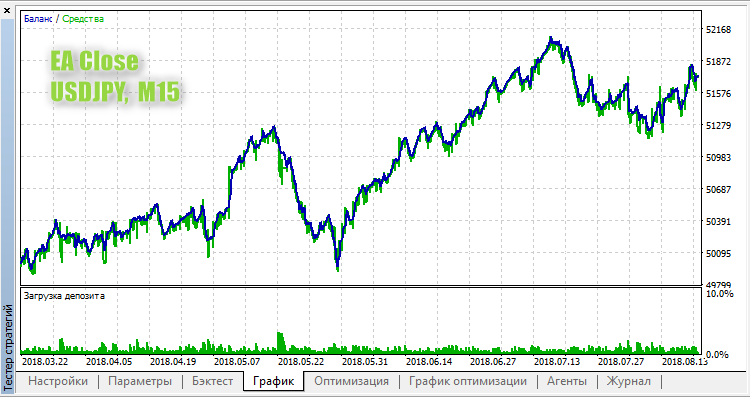 Баланс / Средства
EA Close
USDJPY, M15
52168
51872
51576
51279
50983
50687
50391
50095
49799
Загрузка депозита
10.0%
0.0%
2018.03.22 2018.04.05 2018.04.19 2018.05.07 2018.05.22 2018.05.31 2018.06.14 2018.06.29 2018.07.13 2018.07.27 2018.08.13
Тестер стратегий
Настройки Параметры Бэктест График Оптимизация График оптимизации Агенты Журнал